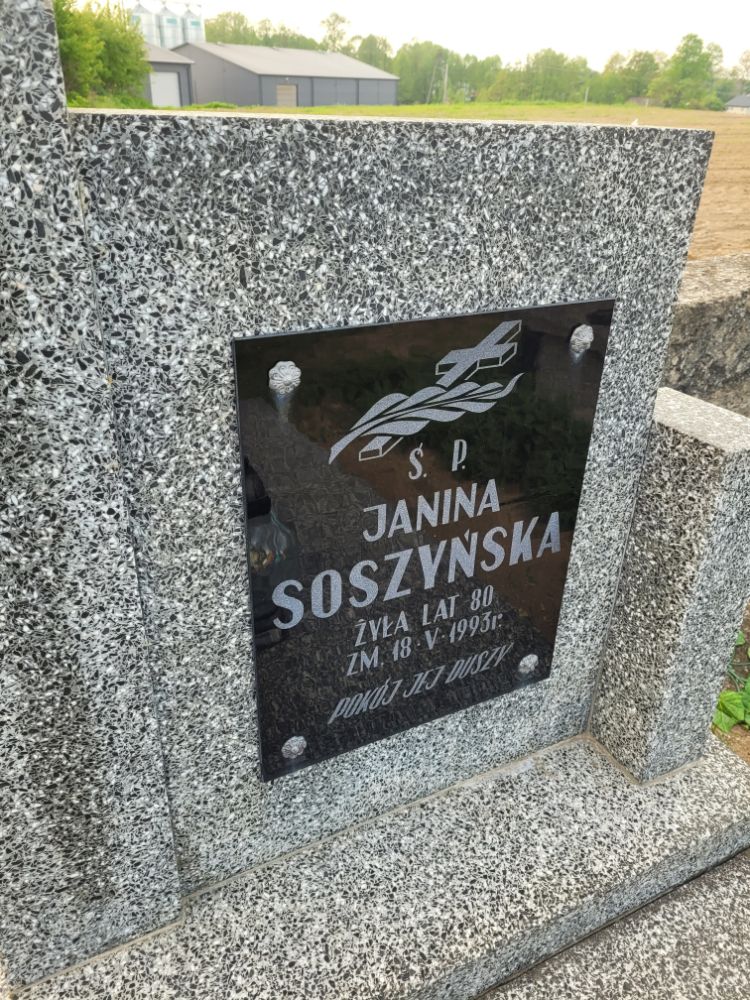 Ś. P.
JANINA
SOSZYŃSKA
ŻYŁA LAT 80
ZM. 18. V. 1993r.
POKÓJ JEJ DUSZY